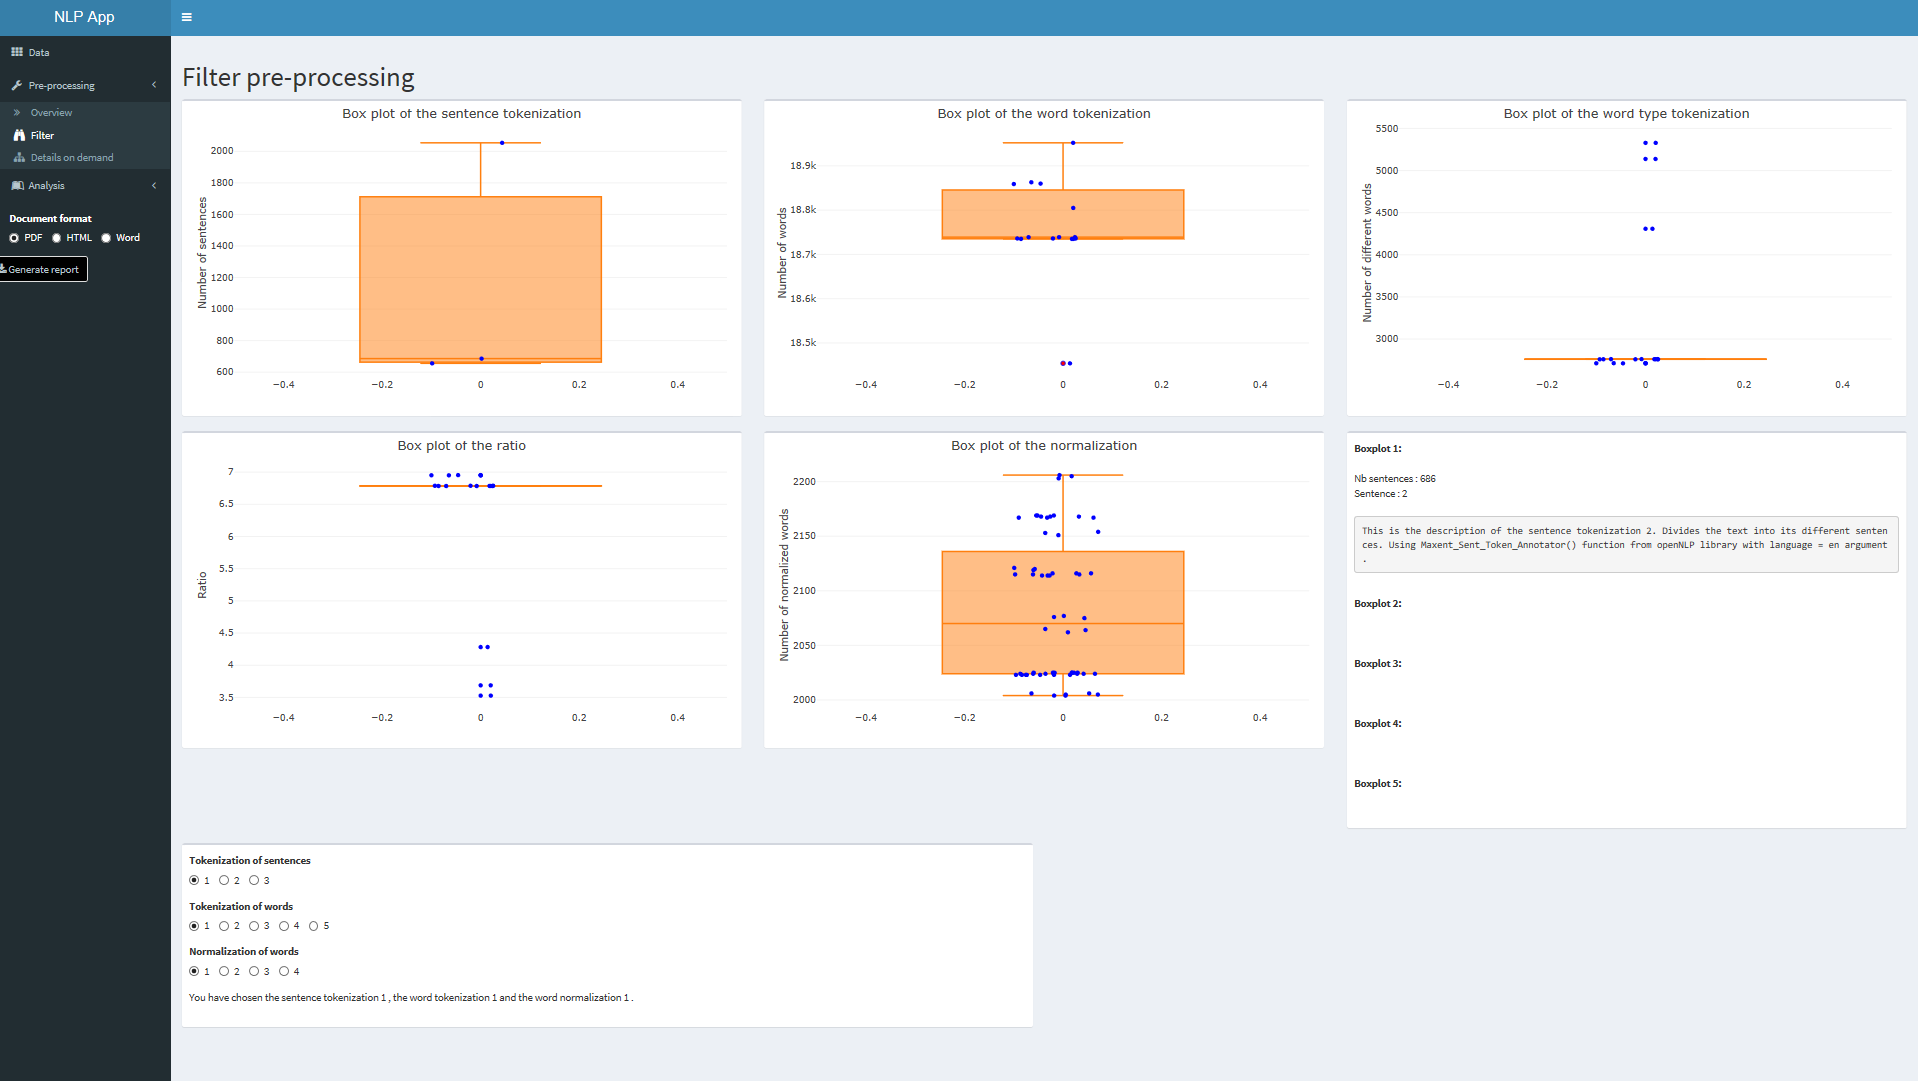 NLP App
Data
Pre-processing
Overview
Filter
Details on demand
Analysis
Document format
PDF HTML Word
Generate report
Filter pre-processing
Box plot of the sentence tokenization
Number of sentences
2000
1800
1600
1400
1200
1000
800
600
−0.4 −0.2 0 0.2 0.4
Box plot of the word tokenization
Number of words
18.9k
18.8k
18.7k
18.6k
18.5k
−0.4 −0.2 0 0.2 0.4
Box plot of the word type tokenization
Number of different words
5500
5000
4500
4000
3500
3000
−0.4 −0.2 0 0.2 0.4
Box plot of the ratio
Ratio
7
6.5
6
5.5
5
4.5
4
3.5
−0.4 −0.2 0 0.2 0.4
Box plot of the normalization
Number of normalized words
2200
2150
2100
2050
2000
−0.4 −0.2 0 0.2 0.4
Boxplot 1:
Nb sentences : 686
Sentence : 2
This is the description of the sentence tokenization 2. Divides the text into its different senten
ces. Using Maxent_Sent_Token_Annotator() function from openNLP library with language = en argument
.
Boxplot 2:
Boxplot 3:
Boxplot 4:
Boxplot 5:
Tokenization of sentences
1 2 3
Tokenization of words
1 2 3 4 5
Normalization of words
1 2 3 4
You have chosen the sentence tokenization 1 , the word tokenization 1 and the word normalization 1 .